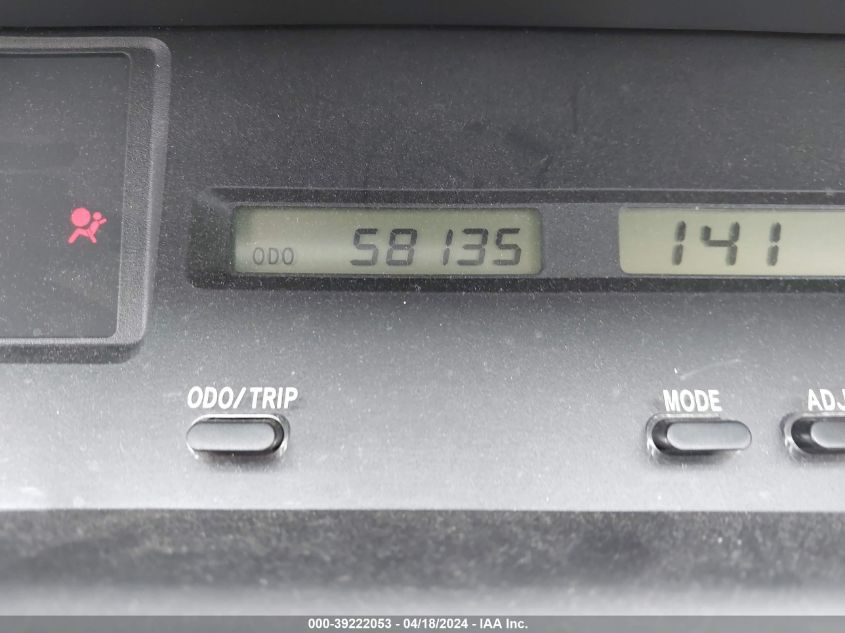 ODO 58135 141
ODO/TRIP MODE ADJ
000-39222053 - 04/18/2024 - IAA Inc.